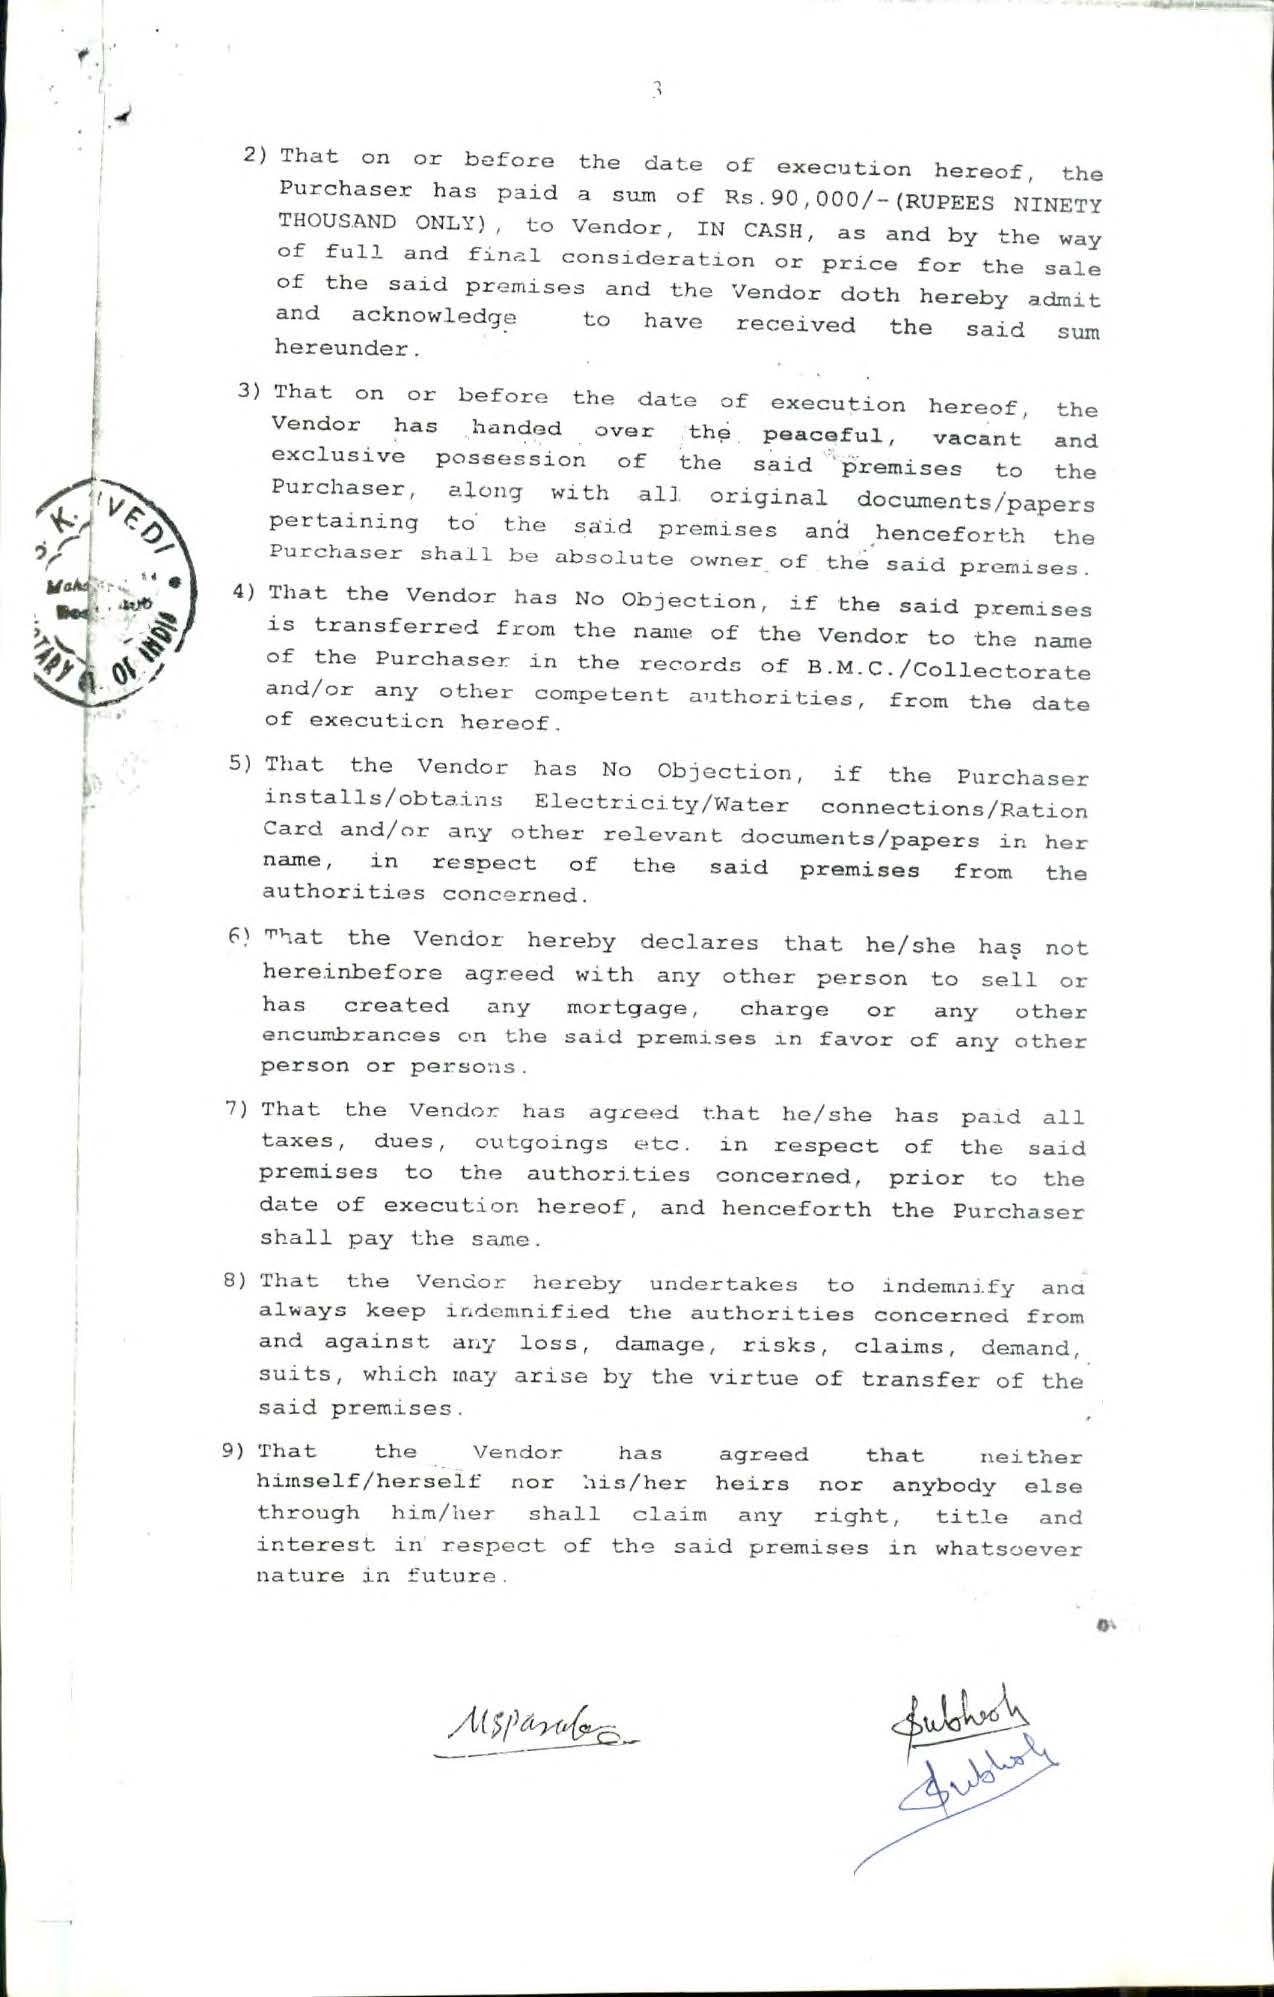 3
2) That on or before the date of execution hereof, the
Purchaser has paid a sum of Rs.90,000/-(RUPEES NINETY
THOUSAND ONLY), to Vendor, IN CASH, as and by the way
of full and final consideration or price for the sale
of the said premises and the Vendor doth hereby admit
and acknowledge to have received the said sum
hereunder.
3) That on or before the date of execution hereof, the
Vendor has handed over the peaceful, vacant and
exclusive possession of the said premises to the
Purchaser, along with all original documents/papers
pertaining to the said premises and henceforth the
Purchaser shall be absolute owner of the said premises.
4) That the Vendor has No Objection, if the said premises
is transferred from the name of the Vendor to the name
of the Purchaser in the records of B.M.C./Collectorate
and/or any other competent authorities, from the date
of execution hereof.
5) That the Vendor has No Objection, if the Purchaser
installs/obtains Electricity/Water connections/Ration
Card and/or any other relevant documents/papers in her
name, in respect of the said premises from the
authorities concerned.
6) That the Vendor hereby declares that he/she has not
hereinbefore agreed with any other person to sell or
has created any mortgage, charge or any other
encumbrances on the said premises in favor of any other
person or persons.
7) That the Vendor has agreed that he/she has paid all
taxes, dues, outgoings etc. in respect of the said
premises to the authorities concerned, prior to the
date of execution hereof, and henceforth the Purchaser
shall pay the same.
8) That the Vendor hereby undertakes to indemnify and
always keep indemnified the authorities concerned from
and against any loss, damage, risks, claims, demand,
suits, which may arise by the virtue of transfer of the
said premises.
9) That the Vendor has agreed that neither
himself/herself nor his/her heirs nor anybody else
through him/her shall claim any right, title and
interest in respect of the said premises in whatsoever
nature in future.
K. VEDI
OF INDIA